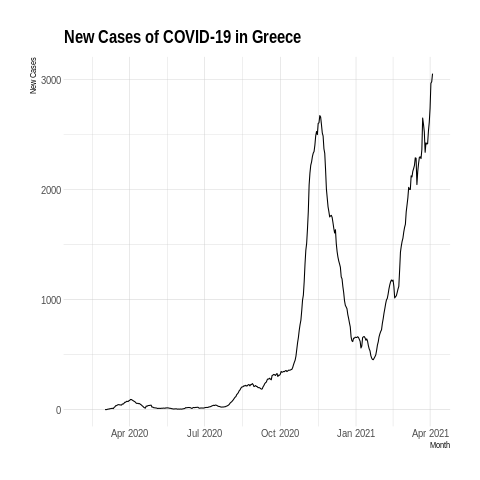 New Cases of COVID-19 in Greece
New Cases
3000
2000
1000
0
Apr 2020
Jul 2020
Oct 2020
Jan 2021
Apr 2021
Month